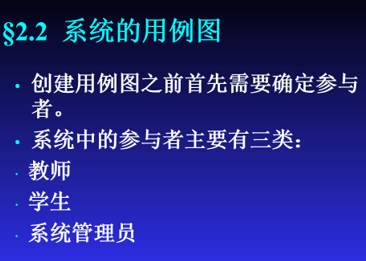 §2.2 系统的用例图
• 创建用例图之前首先需要确定参与
者。
• 系统中的参与者主要有三类：
• 教师
• 学生
• 系统管理员